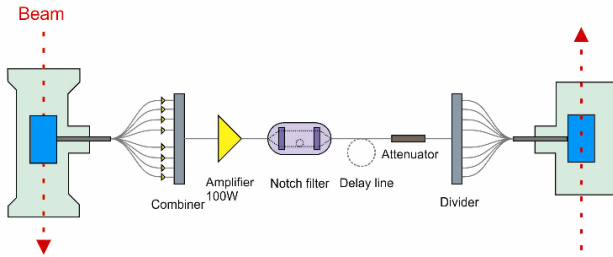 Beam
Attenuator
Amplifier
100W
Notch filter
Delay line
Combiner
Divider